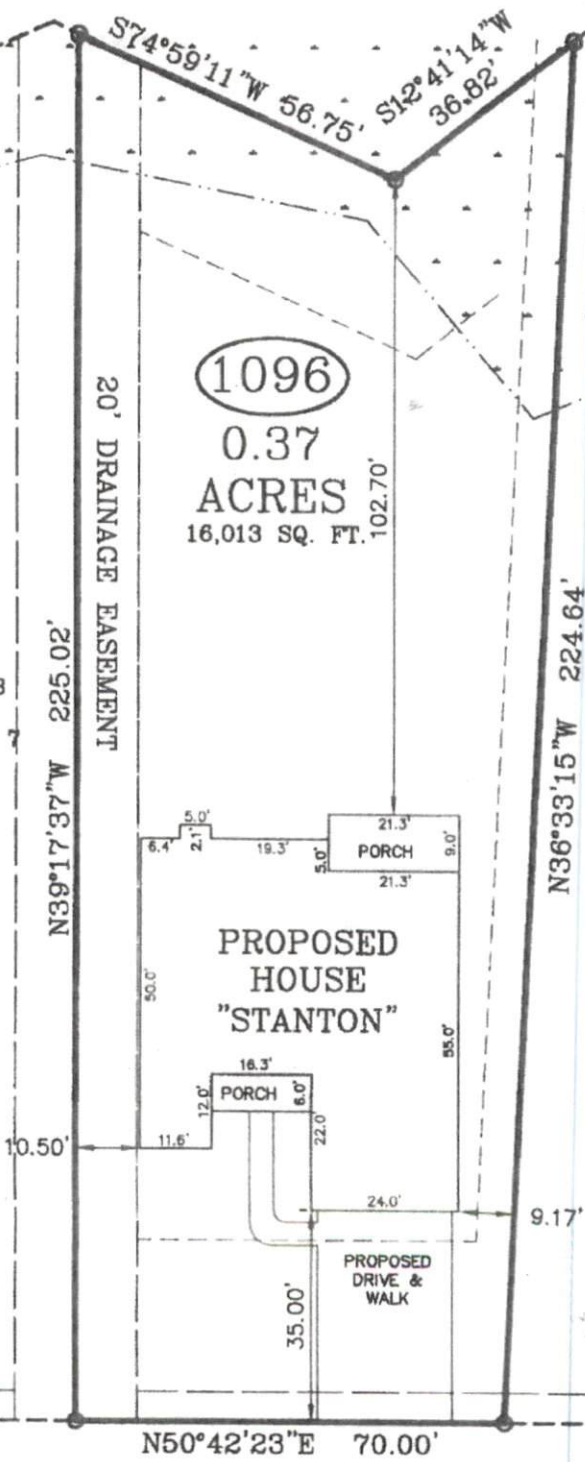 S74°59'11"W 56.75'
S12°41'14"W
36.82'
1096
0.37
ACRES
16,013 SQ. FT.
102.70'
20' DRAINAGE EASEMENT
N39°17'37"W 225.02'
N36°33'15"W 224.64'
5.0'
6.4'
2.1'
19.3'
5.0'
21.3'
PORCH
9.0'
21.3'
PROPOSED
HOUSE
"STANTON"
50.0'
55.0'
16.3'
PORCH
12.0'
6.0'
22.0
10.50'
11.6'
24.0'
9.17'
PROPOSED
DRIVE &
WALK
35.00'
N50°42'23"E 70.00'